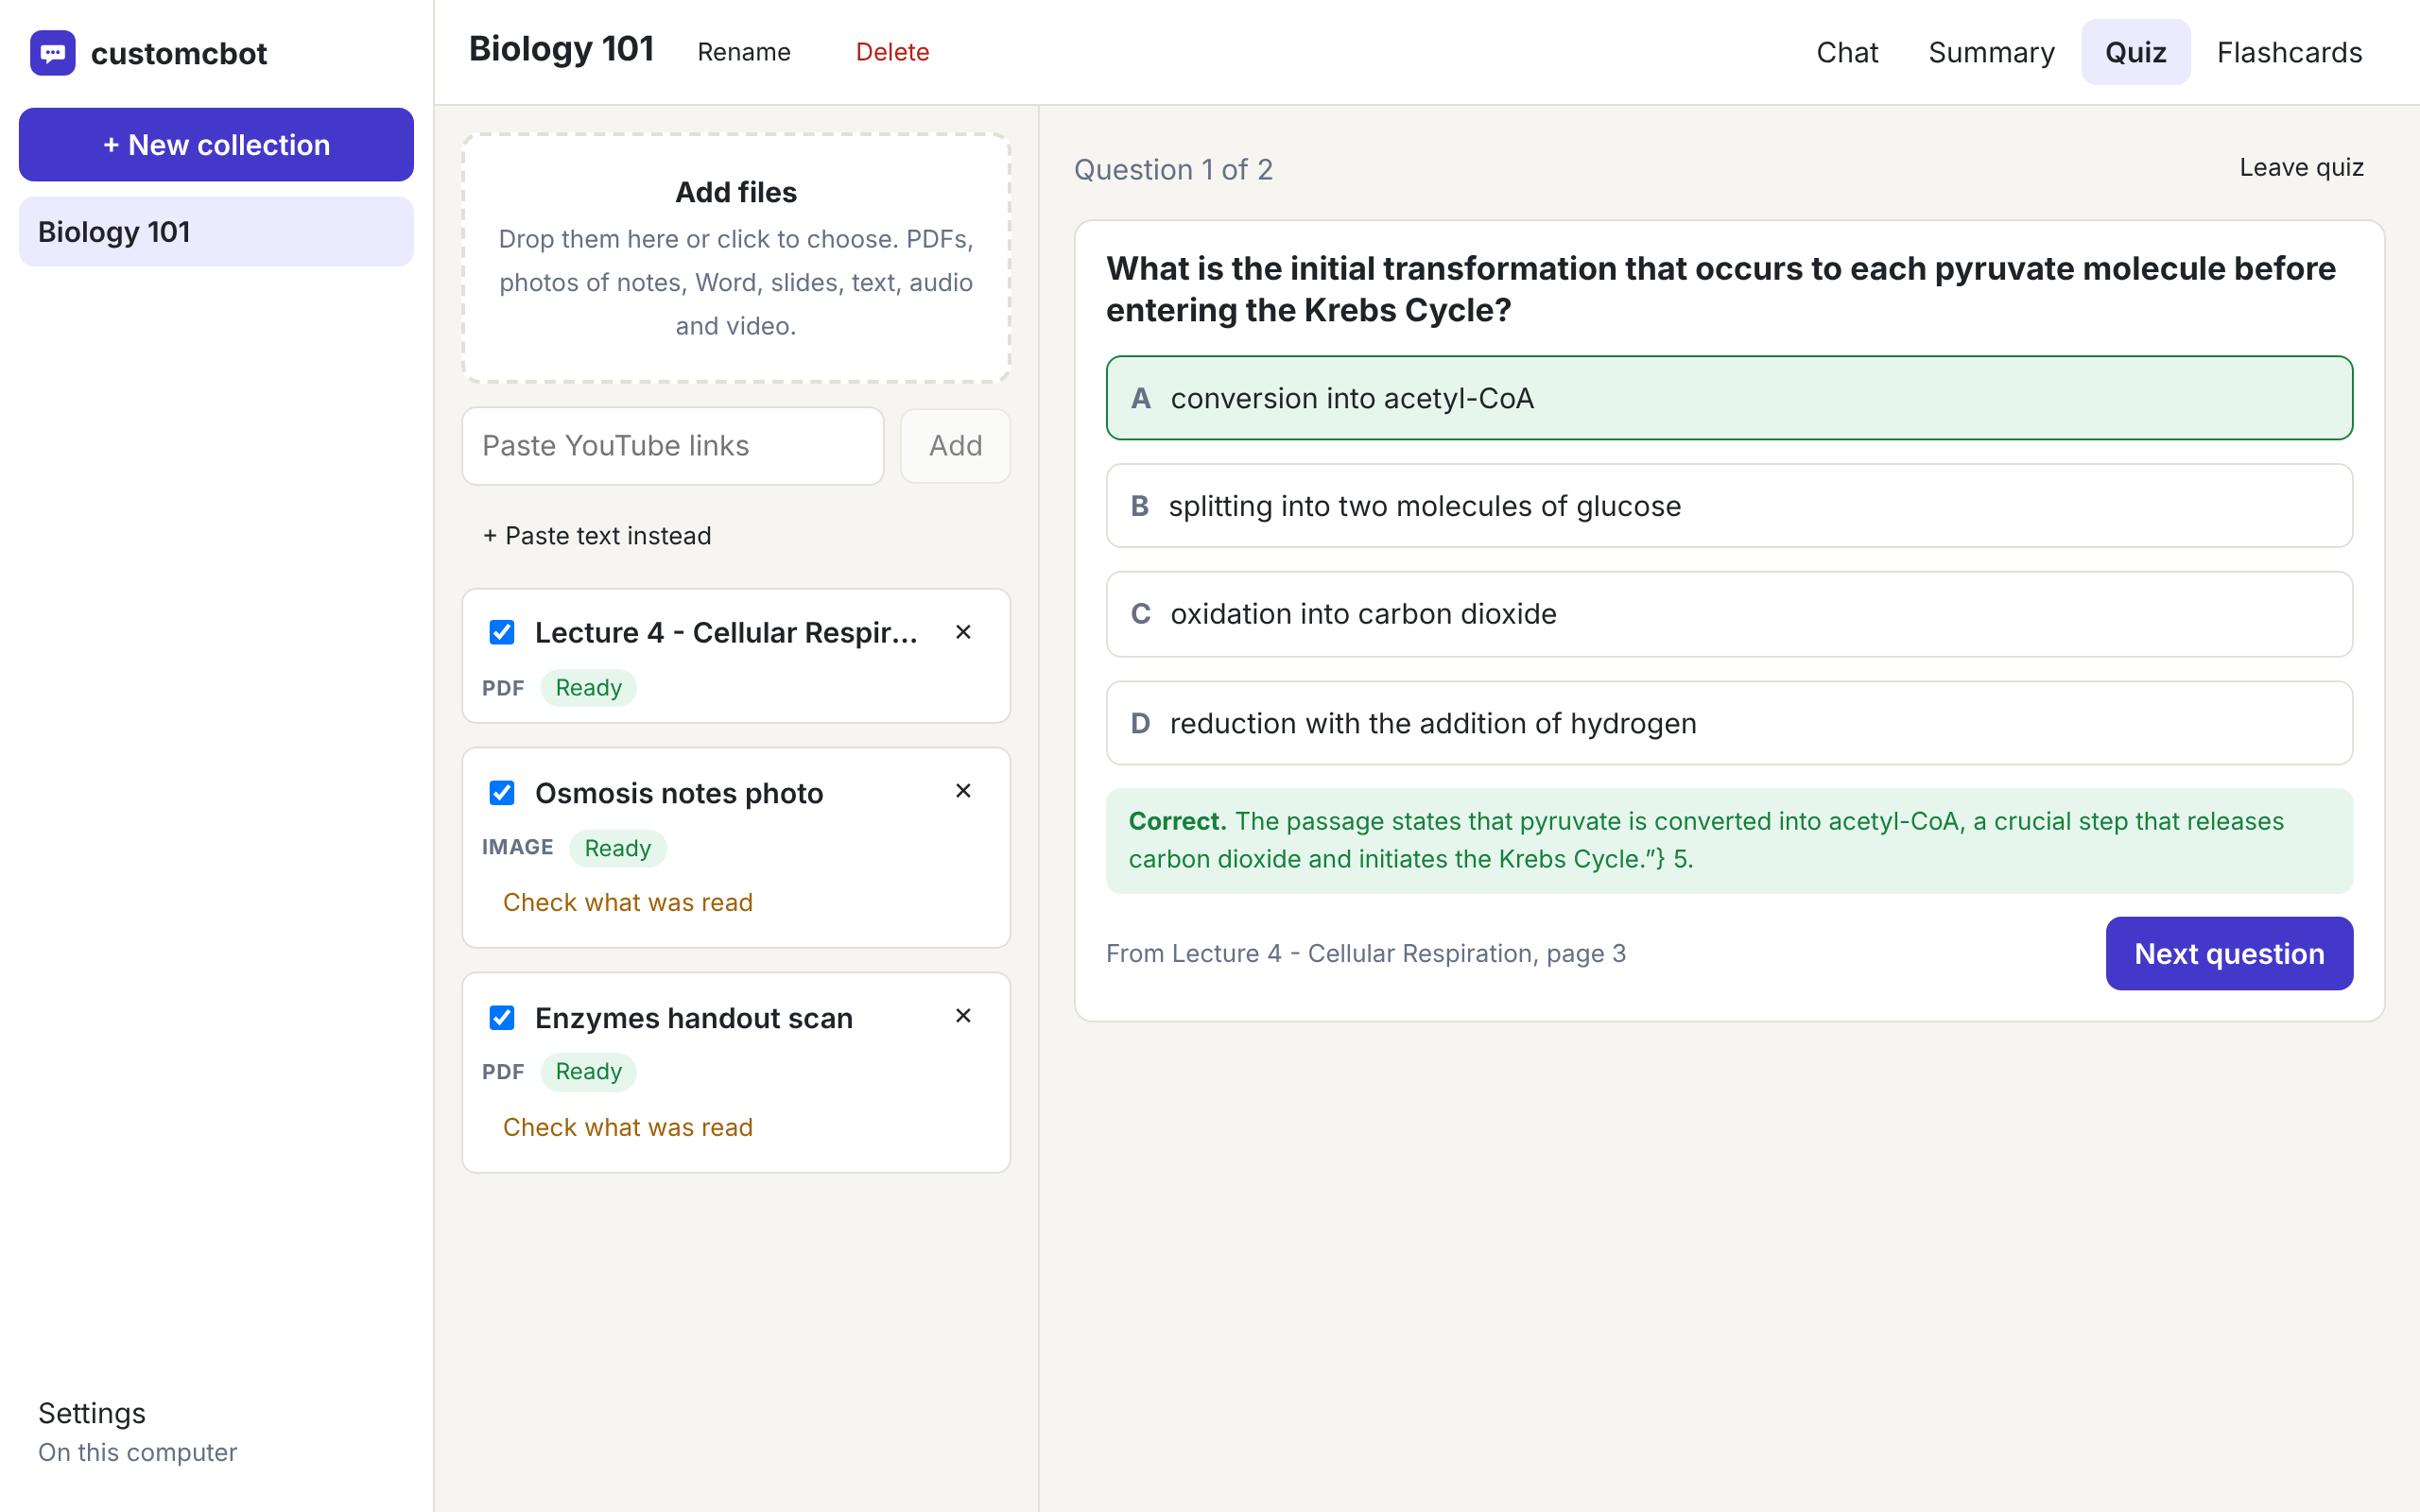 customcbot
+ New collection
Biology 101
Settings
On this computer
Biology 101
Rename
Delete
Chat
Summary
Quiz
Flashcards
Add files
Drop them here or click to choose. PDFs,
photos of notes, Word, slides, text, audio
and video.
Paste YouTube links
Add
+ Paste text instead
Lecture 4 - Cellular Respir...
×
PDF
Ready
Osmosis notes photo
×
IMAGE
Ready
Check what was read
Enzymes handout scan
×
PDF
Ready
Check what was read
Question 1 of 2
Leave quiz
What is the initial transformation that occurs to each pyruvate molecule before
entering the Krebs Cycle?
A conversion into acetyl-CoA
B splitting into two molecules of glucose
C oxidation into carbon dioxide
D reduction with the addition of hydrogen
Correct. The passage states that pyruvate is converted into acetyl-CoA, a crucial step that releases
carbon dioxide and initiates the Krebs Cycle.”} 5.
From Lecture 4 - Cellular Respiration, page 3
Next question